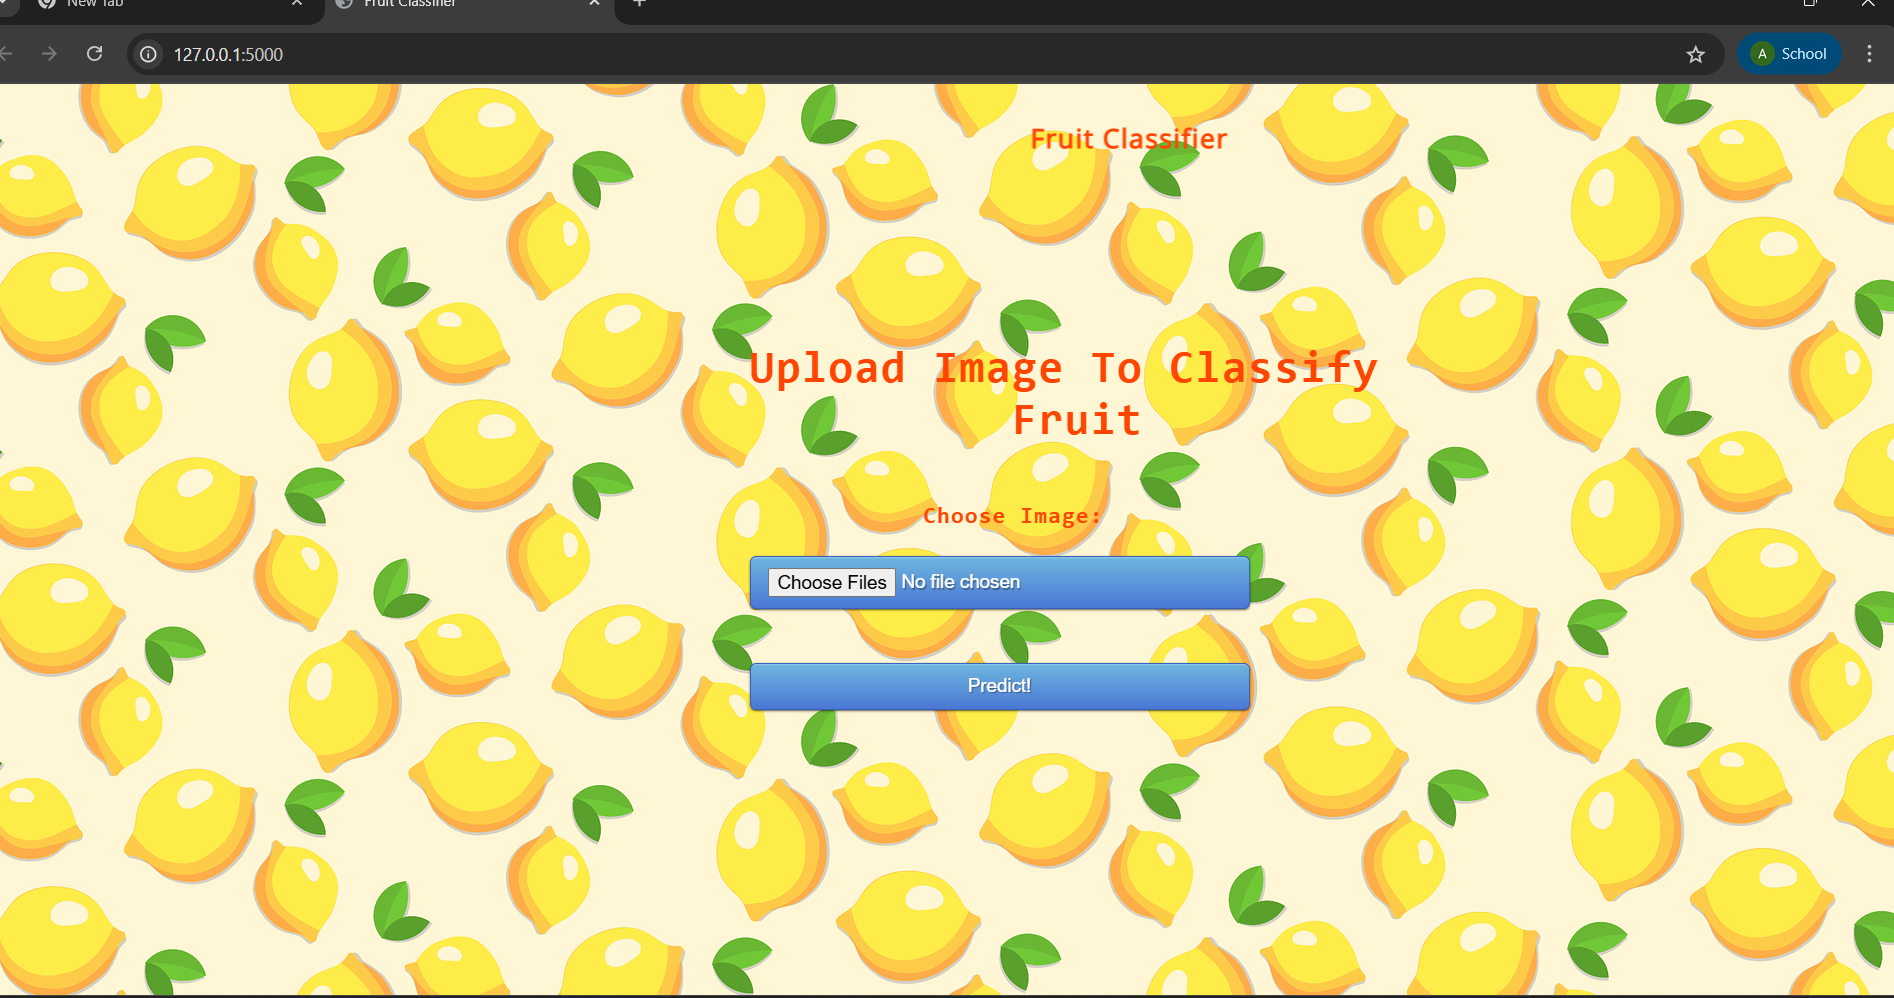 New Tab
Fruit Classifier
127.0.0.1:5000
A School
Fruit Classifier
Upload Image To Classify
Fruit
Choose Image:
Choose Files No file chosen
Predict!